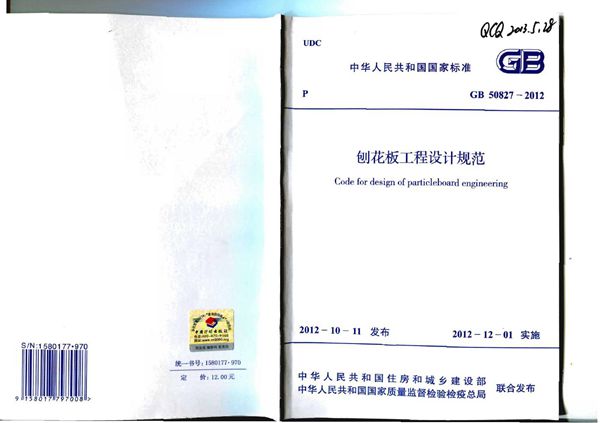 QCQ 2013.5.28
UDC
中华人民共和国国家标准
GB
P
GB 50827－2012
刨花板工程设计规范
Code for design of particleboard engineering
2012－10－11 发布
2012－12－01 实施
中华人民共和国住房和城乡建设部
中华人民共和国国家质量监督检验检疫总局
联合发布
S/N:1580177·970
9 158017 797008 >
统一书号：1580177·970
定 价：12.00元